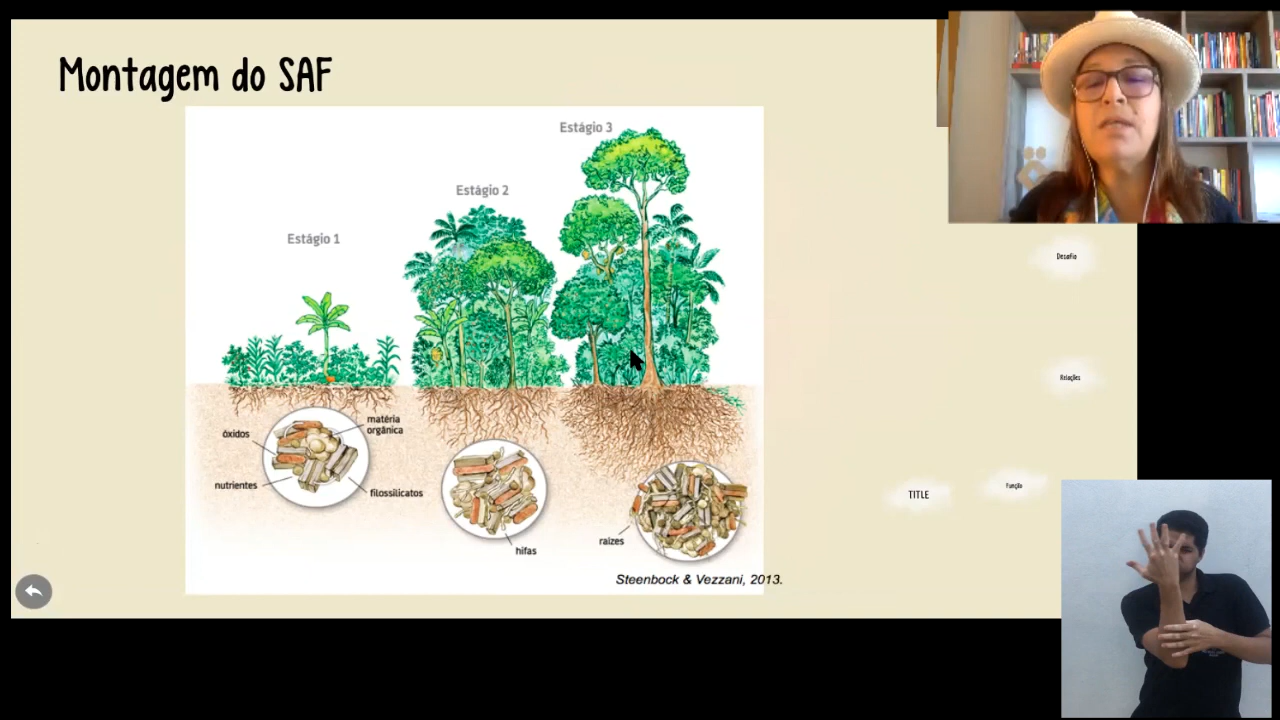 Montagem do SAF
Estágio 3
Estágio 2
Estágio 1
óxidos
matéria
orgânica
nutrientes
filossilicatos
hifas
raízes
Steenbock & Vezzani, 2013.
Desafio
Relações
Função
TITLE